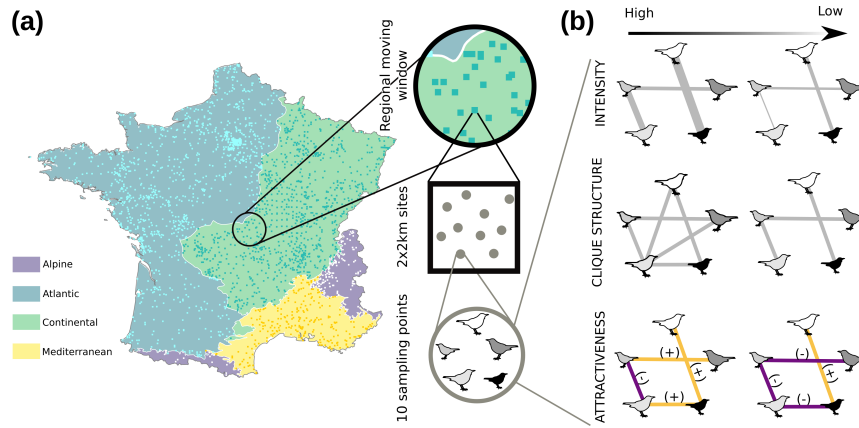 (a)
Alpine
Atlantic
Continental
Mediterranean
Regional moving
window
2x2km sites
10 sampling points
(b)
High
Low
INTENSITY
CLIQUE STRUCTURE
ATTRACTIVENESS
(+)
(-)
(+)
(+)
(-)
(-)
(+)
(-)